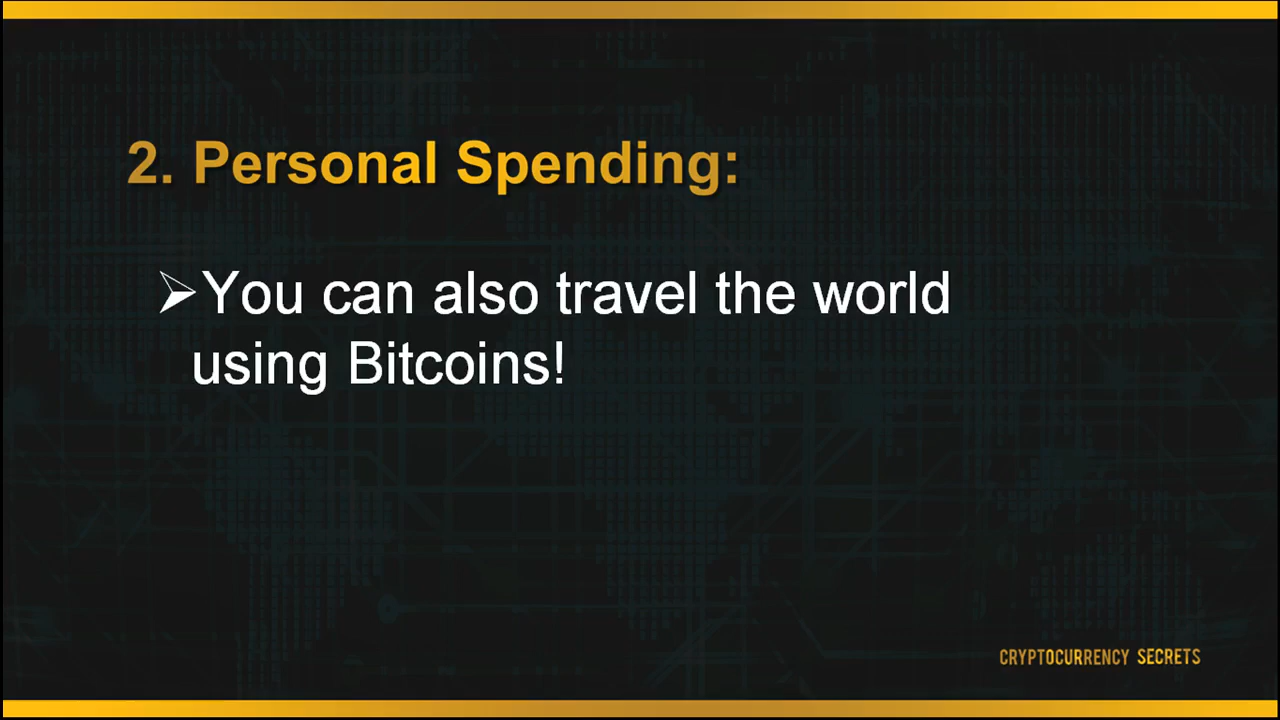 2. Personal Spending:
➢You can also travel the world
using Bitcoins!
CRYPTOCURRENCY SECRETS